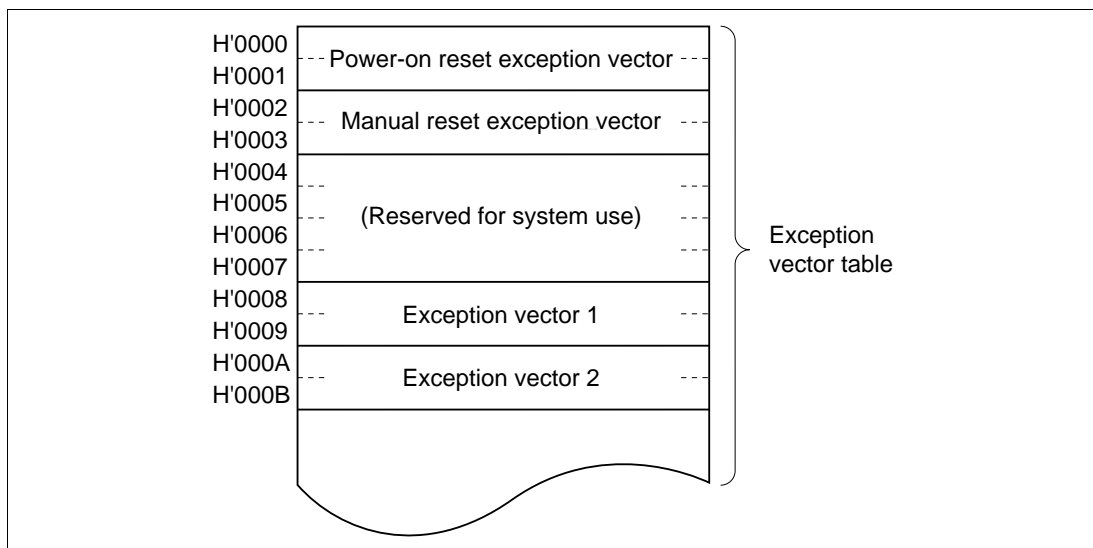 H'0000
Power-on reset exception vector
H'0001
H'0002
Manual reset exception vector
H'0003
H'0004
H'0005
(Reserved for system use)
H'0006
H'0007
Exception
vector table
H'0008
Exception vector 1
H'0009
H'000A
Exception vector 2
H'000B